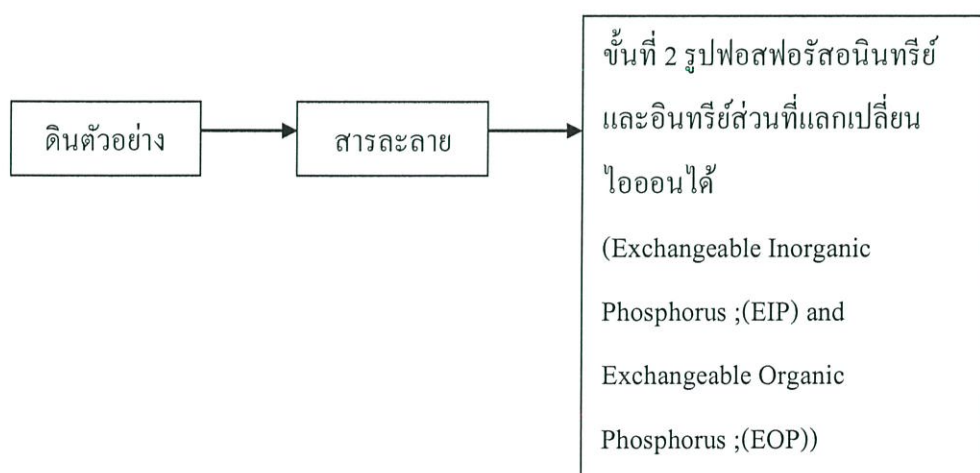 ดินตัวอย่าง
สารละลาย
ขั้นที่ 2 รูปฟอสฟอรัสอนินทรีย์
และอินทรีย์ส่วนที่แลกเปลี่ยน
ไอออนได้
(Exchangeable Inorganic
Phosphorus ;(EIP) and
Exchangeable Organic
Phosphorus ;(EOP))